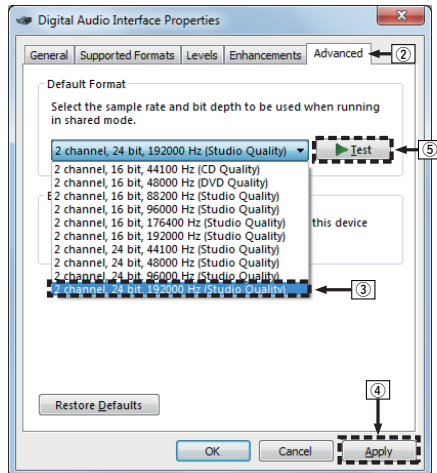 Digital Audio Interface Properties
General Supported Formats Levels Enhancements Advanced ②
Default Format
Select the sample rate and bit depth to be used when running
in shared mode.
2 channel, 24 bit, 192000 Hz (Studio Quality) Test ⑤
2 channel, 16 bit, 44100 Hz (CD Quality)
2 channel, 16 bit, 48000 Hz (DVD Quality)
2 channel, 16 bit, 88200 Hz (Studio Quality)
2 channel, 16 bit, 96000 Hz (Studio Quality)
2 channel, 16 bit, 176400 Hz (Studio Quality)
this device
2 channel, 16 bit, 192000 Hz (Studio Quality)
2 channel, 24 bit, 44100 Hz (Studio Quality)
2 channel, 24 bit, 48000 Hz (Studio Quality)
2 channel, 24 bit, 96000 Hz (Studio Quality)
2 channel, 24 bit, 192000 Hz (Studio Quality) ③
④
Restore Defaults
OK Cancel Apply